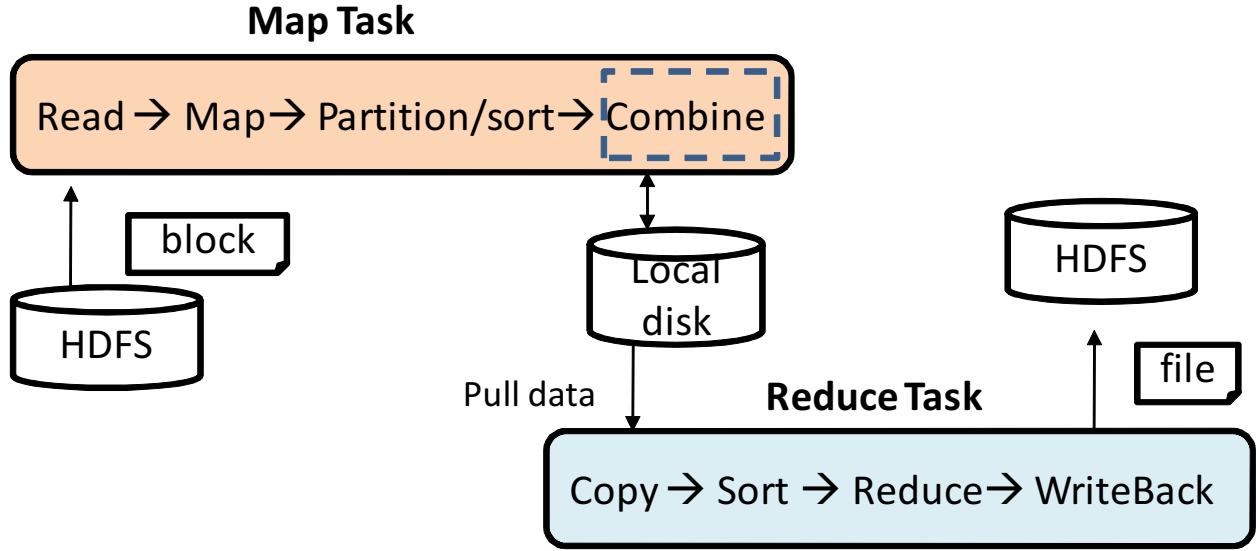 Map Task
Read → Map → Partition/sort → Combine
block
HDFS
HDFS
Local
disk
Pull data
file
Reduce Task
Copy → Sort → Reduce → WriteBack